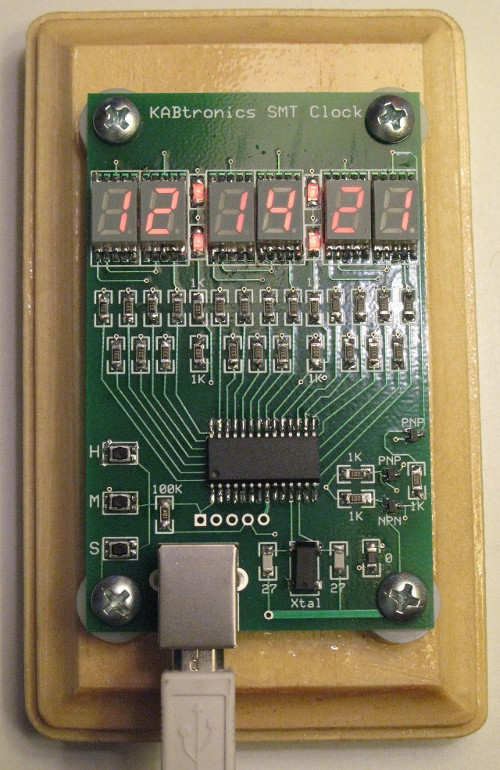 KABtronics SMT Clock
12 14 21
1K 1K
1K 1K
PNP
H
1K PNP
100K
M
1K NPN 1K
S
27 Xtal 27 0